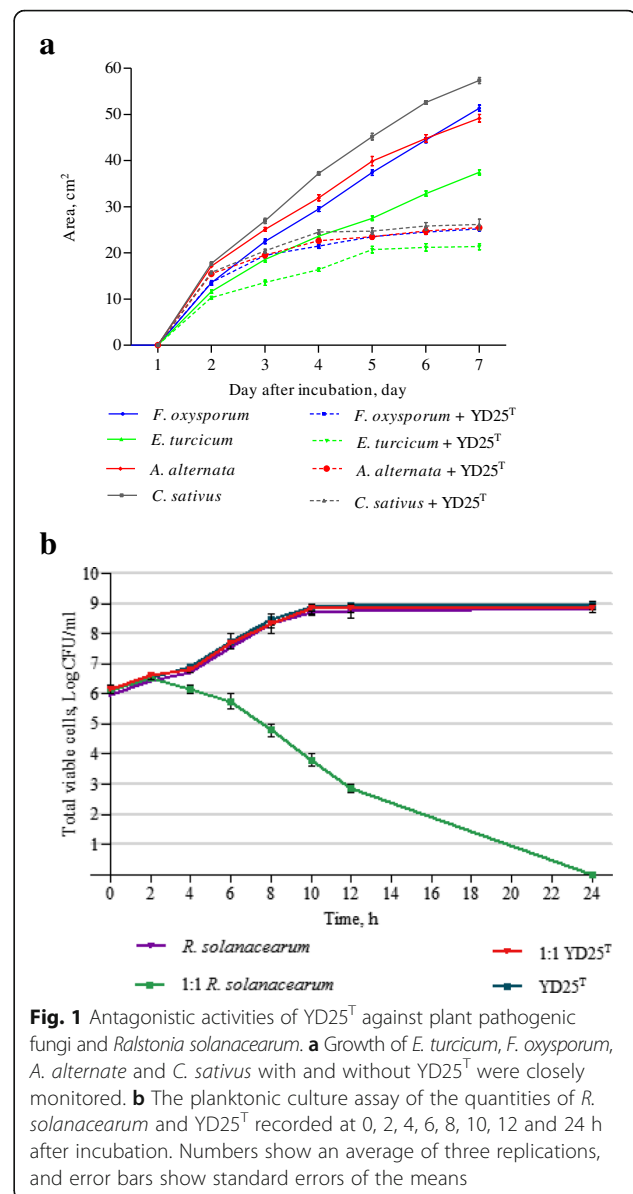 a
60
50
40
30
20
10
0
Area, cm²
1 2 3 4 5 6 7
Day after incubation, day
F. oxysporum F. oxysporum + YD25ᵀ
E. turcicum E. turcicum + YD25ᵀ
A. alternata A. alternata + YD25ᵀ
C. sativus C. sativus + YD25ᵀ
b
10
9
8
7
6
5
4
3
2
1
Total viable cells, Log CFU/ml
0 2 4 6 8 10 12 14 16 18 20 22 24
Time, h
R. solanacearum 1:1 YD25ᵀ
1:1 R. solanacearum YD25ᵀ
Fig. 1 Antagonistic activities of YD25ᵀ against plant pathogenic
fungi and Ralstonia solanacearum. a Growth of E. turcicum, F. oxysporum,
A. alternate and C. sativus with and without YD25ᵀ were closely
monitored. b The planktonic culture assay of the quantities of R.
solanacearum and YD25ᵀ recorded at 0, 2, 4, 6, 8, 10, 12 and 24 h
after incubation. Numbers show an average of three replications,
and error bars show standard errors of the means